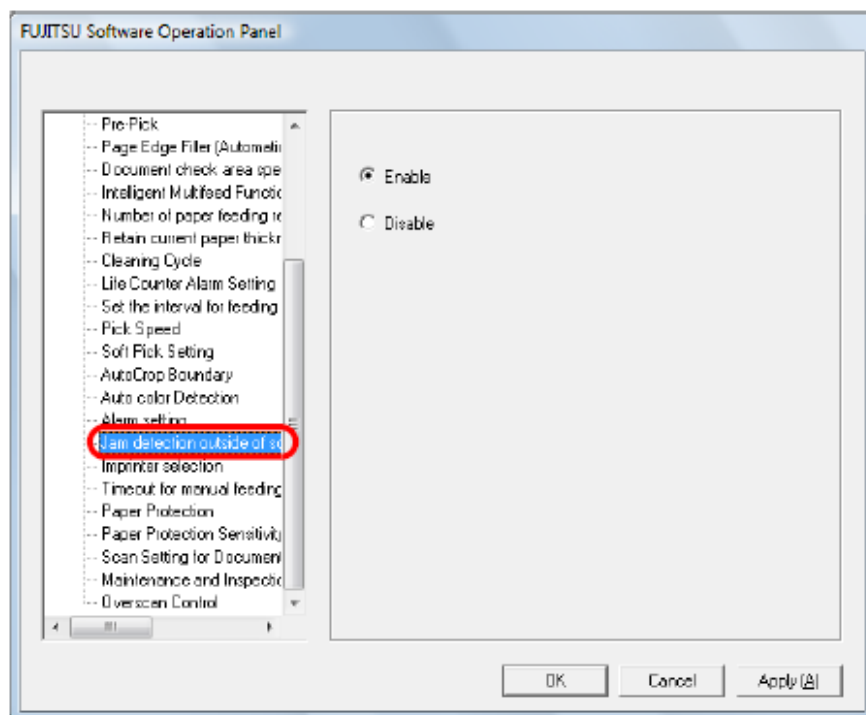 FUJITSU Software Operation Panel
Pre-Pick
Page Edge Filler (Automati
Document check area spe
Intelligent Multifeed Functic
Number of paper feeding re
Retain current paper thickr
Cleaning Cycle
Life Counter Alarm Setting
Set the interval for feeding
Pick Speed
Soft Pick Setting
AutoCrop Boundary
Auto color Detection
Alarm setting
Jam detection outside of sc
Imprinter selection
Timeout for manual feeding
Paper Protection
Paper Protection Sensitivity
Scan Setting for Document
Maintenance and Inspectic
Overscan Control
Enable
Disable
OK
Cancel
Apply (A)